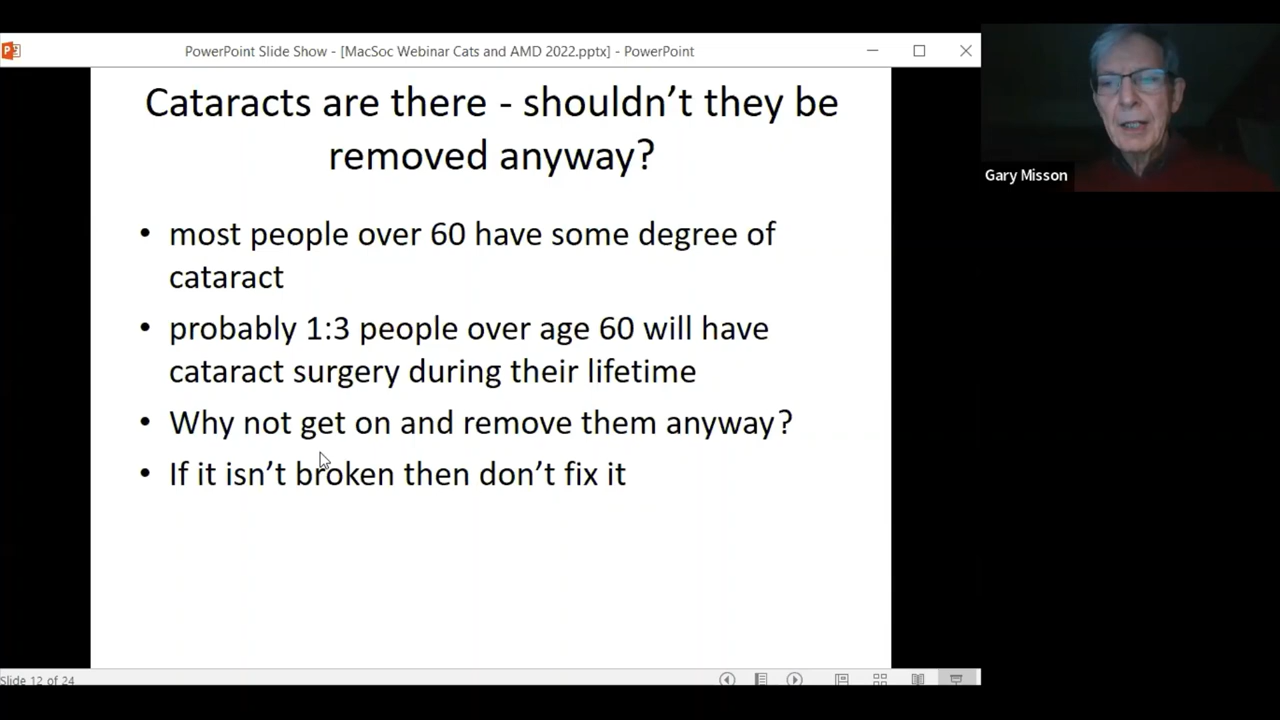 PowerPoint Slide Show - [MacSoc Webinar Cats and AMD 2022.pptx] - PowerPoint
Cataracts are there - shouldn’t they be
removed anyway?
• most people over 60 have some degree of
cataract
• probably 1:3 people over age 60 will have
cataract surgery during their lifetime
• Why not get on and remove them anyway?
• If it isn’t broken then don’t fix it
Gary Misson
Slide 12 of 24